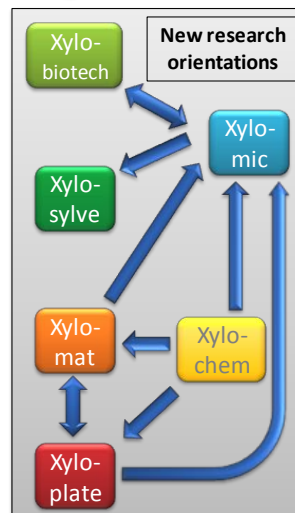 Xylo-
biotech
New research
orientations
Xylo-
mic
Xylo-
sylve
Xylo-
mat
Xylo-
chem
Xylo-
plate